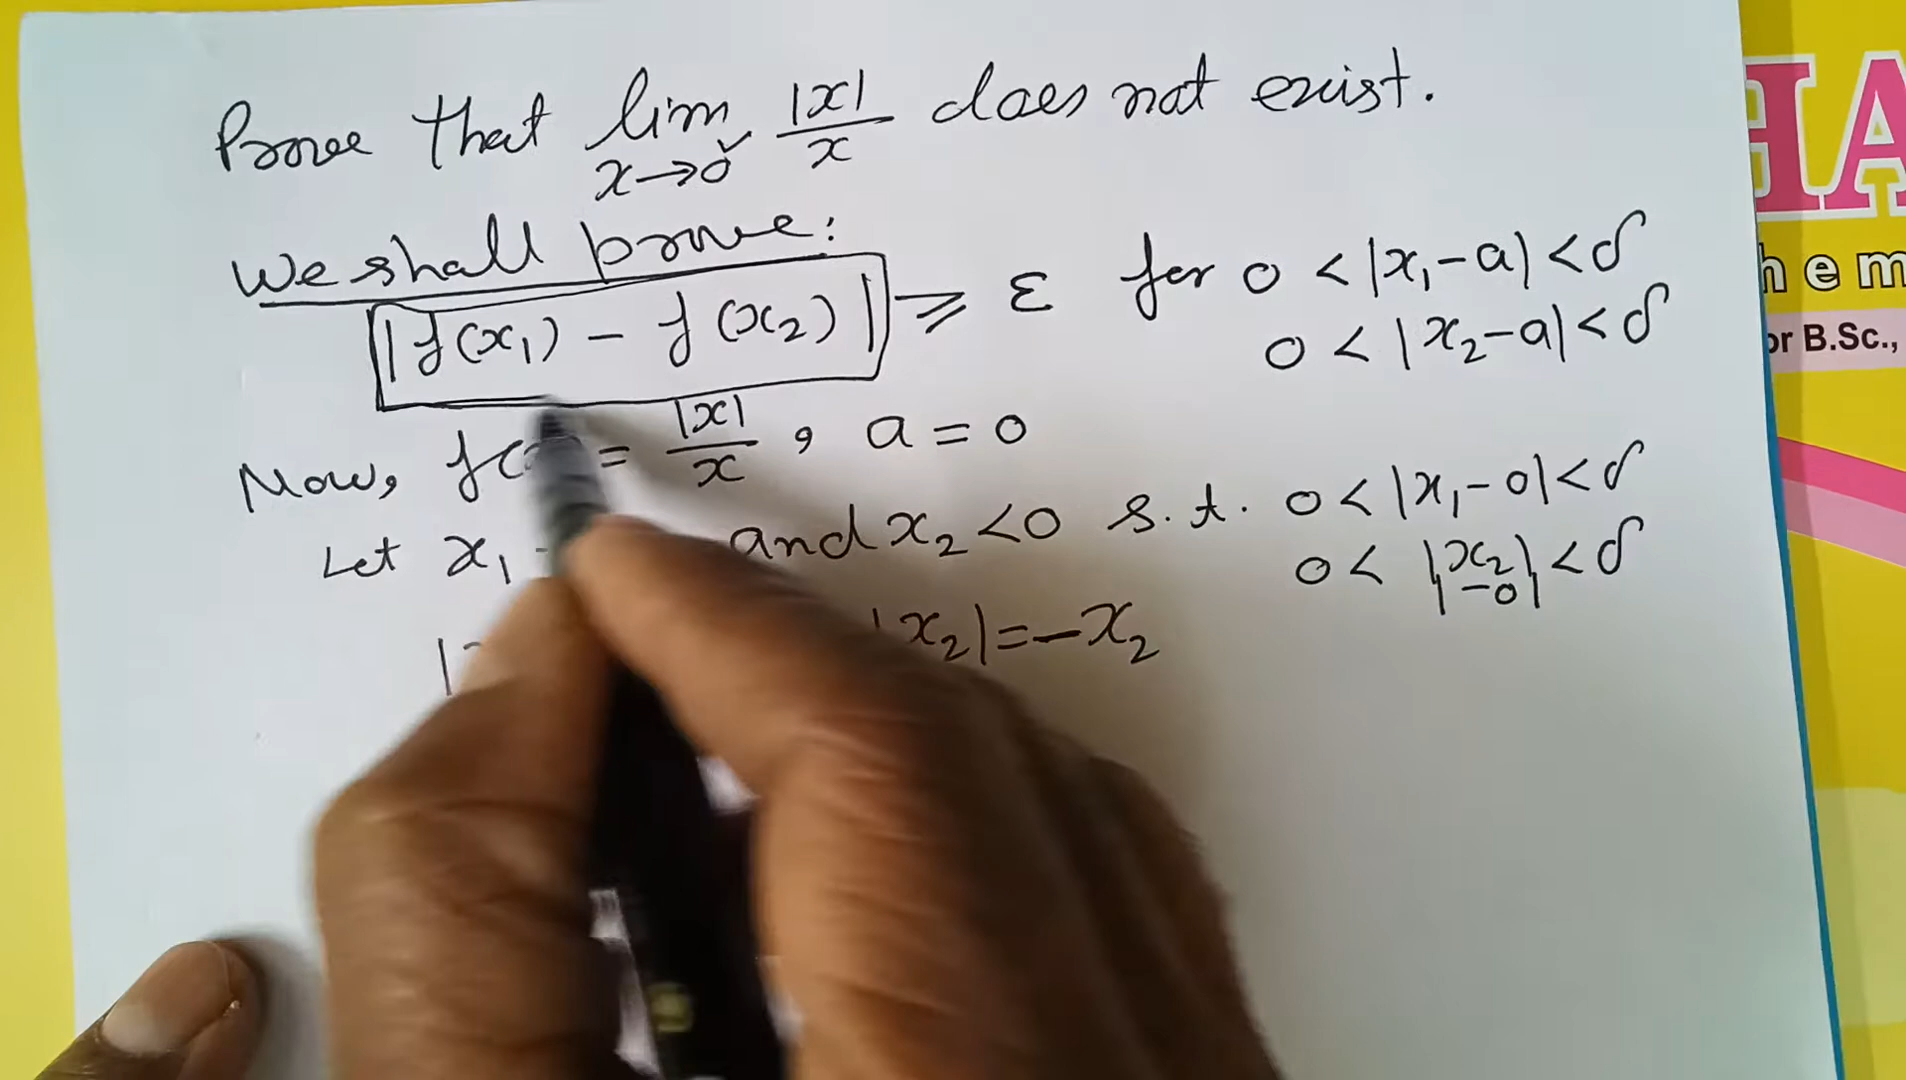 Prove that lim x→0 |x|/x does not exist.
We shall prove:
|f(x₁) - f(x₂)| ⩾ ε for 0 < |x₁-a| < δ
0 < |x₂-a| < δ
Now, = |x|/x , a = 0
Let x₁ and x₂ < 0 s.t. 0 < |x₁-0| < δ
0 < |x₂-0| < δ
|x₂| = -x₂
HA
hem
or B.Sc.,